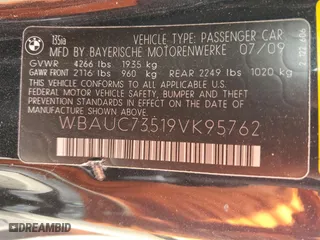 135ia
VEHICLE TYPE: PASSENGER CAR
MFD BY BAYERISCHE MOTORENWERKE 07/09
GVWR 4266 lbs 1935 kg
GAWR FRONT 2116 lbs 960 kg REAR 2249 lbs 1020 kg
THIS VEHICLE CONFORMS TO ALL APPLICABLE
FEDERAL MOTOR VEHICLE SAFETY, BUMPER
AND THEFT PREVENTION STANDARDS IN EFFECT
ON THE DATE OF MANUFACTURE SHOWN ABOVE.
WBAUC73519VK95762
DREAMBID